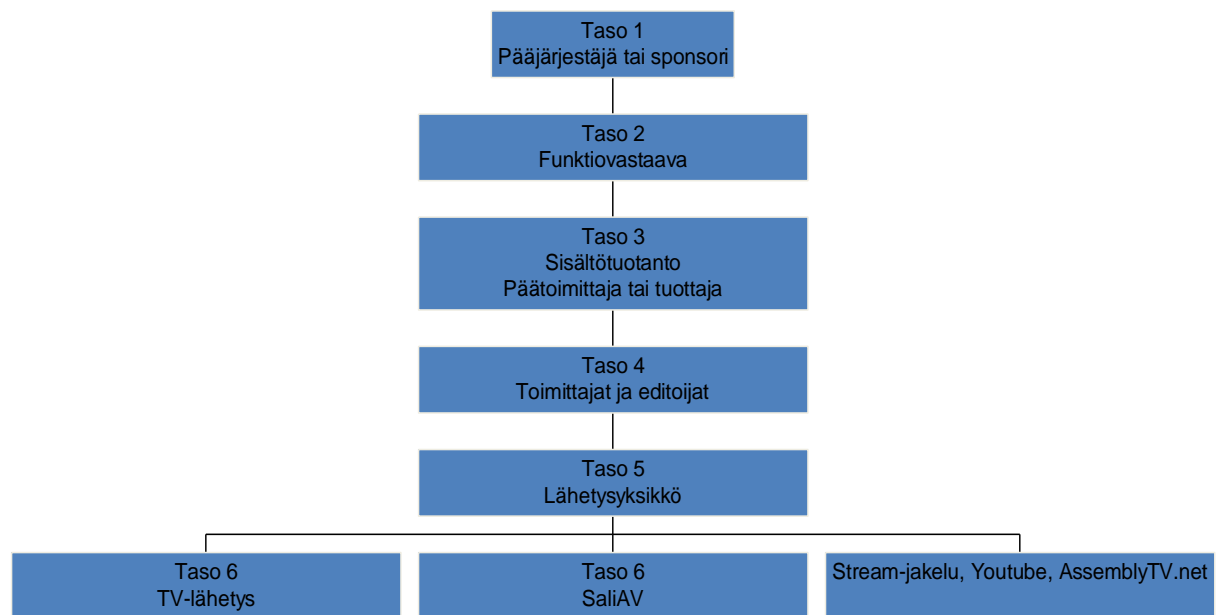 Taso 1
Pääjärjestäjä tai sponsori
Taso 2
Funktiovastaava
Taso 3
Sisältötuotanto
Päätoimittaja tai tuottaja
Taso 4
Toimittajat ja editoijat
Taso 5
Lähetysyksikkö
Taso 6
TV-lähetys
Taso 6
SaliAV
Stream-jakelu, Youtube, AssemblyTV.net